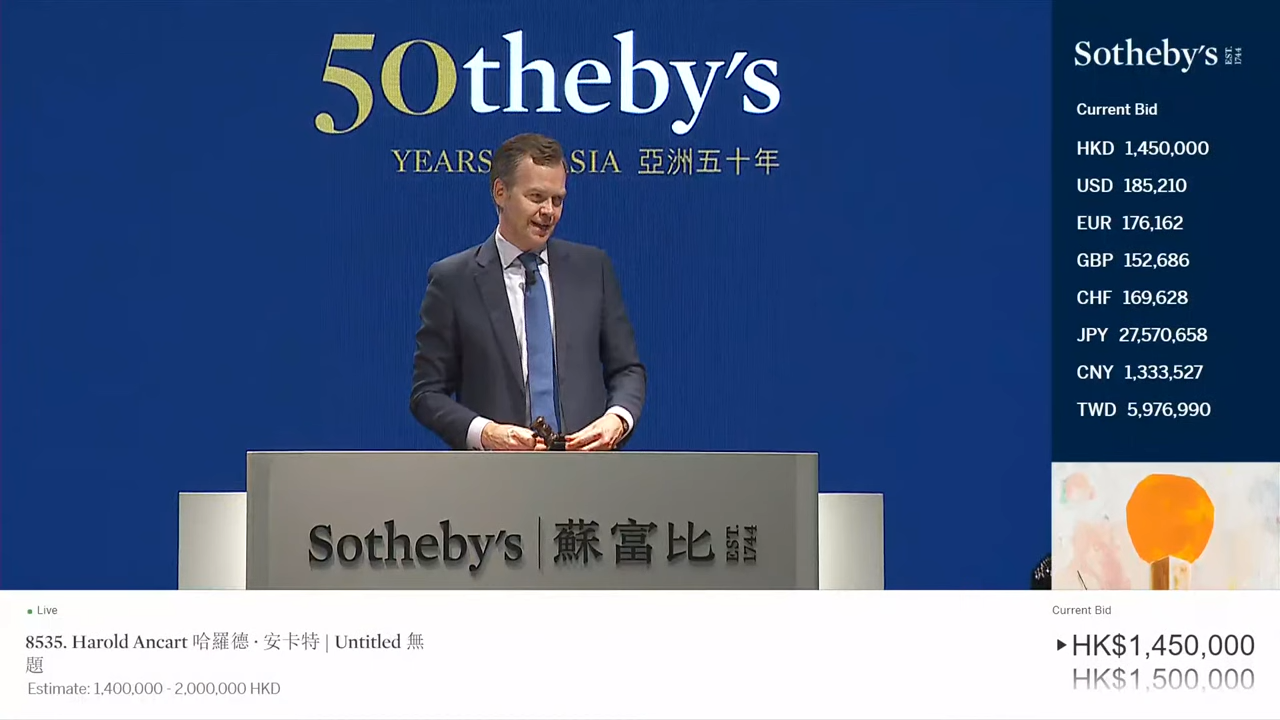 50theby's
YEARS ASIA 亞洲五十年
Sotheby's EST. 1744
Current Bid
HKD 1,450,000
USD 185,210
EUR 176,162
GBP 152,686
CHF 169,628
JPY 27,570,658
CNY 1,333,527
TWD 5,976,990
Sotheby's | 蘇富比 EST. 1744
Live
8535. Harold Ancart 哈羅德·安卡特 | Untitled 無
題
Estimate: 1,400,000 - 2,000,000 HKD
Current Bid
HK$1,450,000
HK$1,500,000